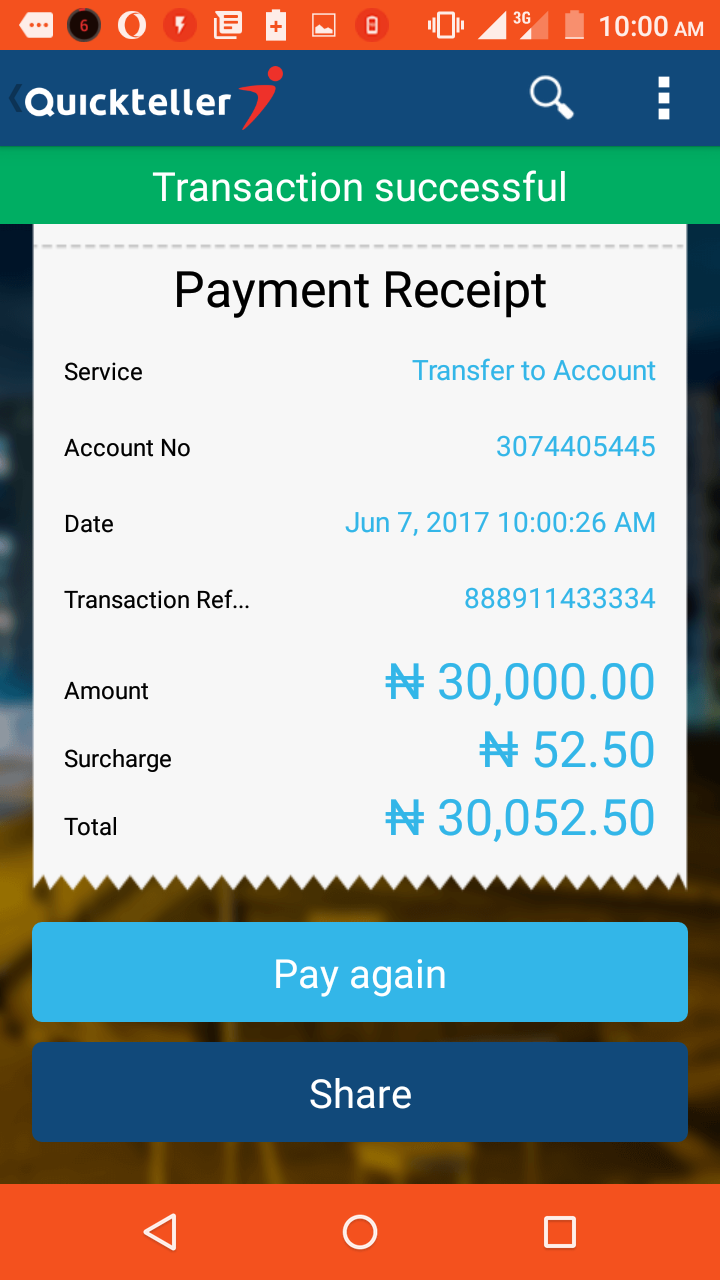 6 3G 10:00 AM
Quickteller
Transaction successful
Payment Receipt
Service Transfer to Account
Account No 3074405445
Date Jun 7, 2017 10:00:26 AM
Transaction Ref... 888911433334
Amount ₦ 30,000.00
Surcharge ₦ 52.50
Total ₦ 30,052.50
Pay again
Share